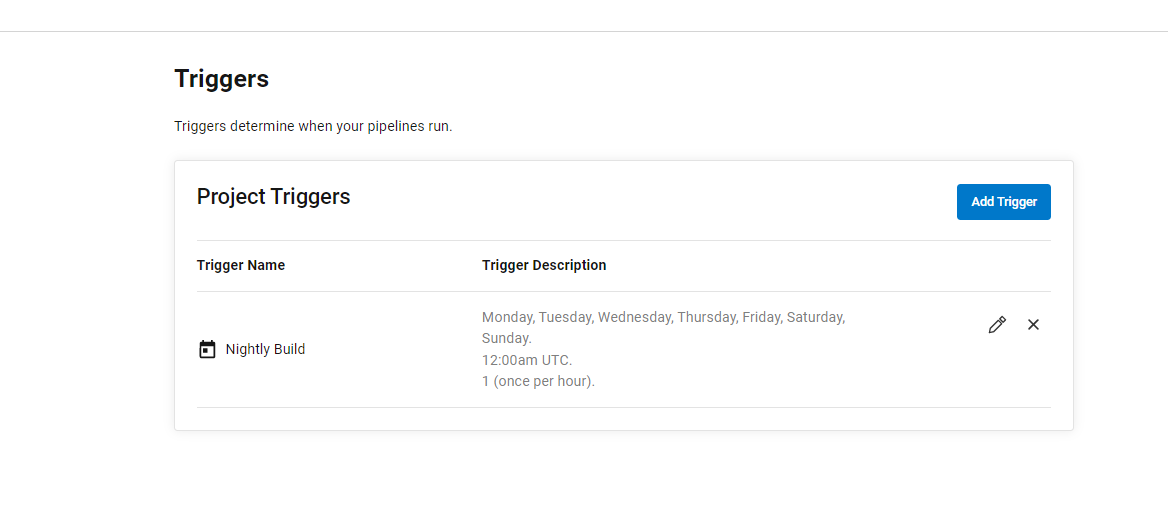 Triggers
Triggers determine when your pipelines run.
Project Triggers
Add Trigger
Trigger Name
Trigger Description
Nightly Build
Monday, Tuesday, Wednesday, Thursday, Friday, Saturday,
Sunday.
12:00am UTC.
1 (once per hour).